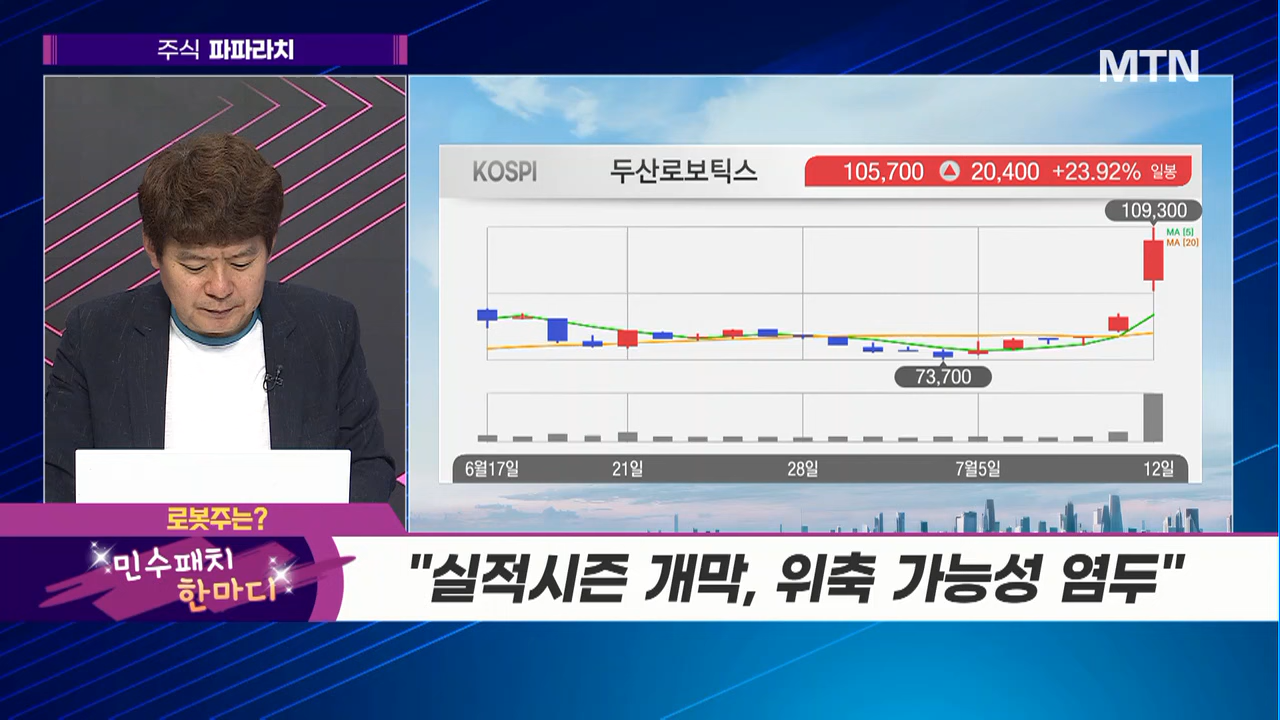 주식 파파라치
MTN
KOSPI 두산로보틱스 105,700 20,400 +23.92% 일봉
109,300
MA [5]
MA [20]
73,700
6월17일 21일 28일 7월5일 12일
로봇주는?
민수패치
한마디
"실적시즌 개막, 위축 가능성 염두"